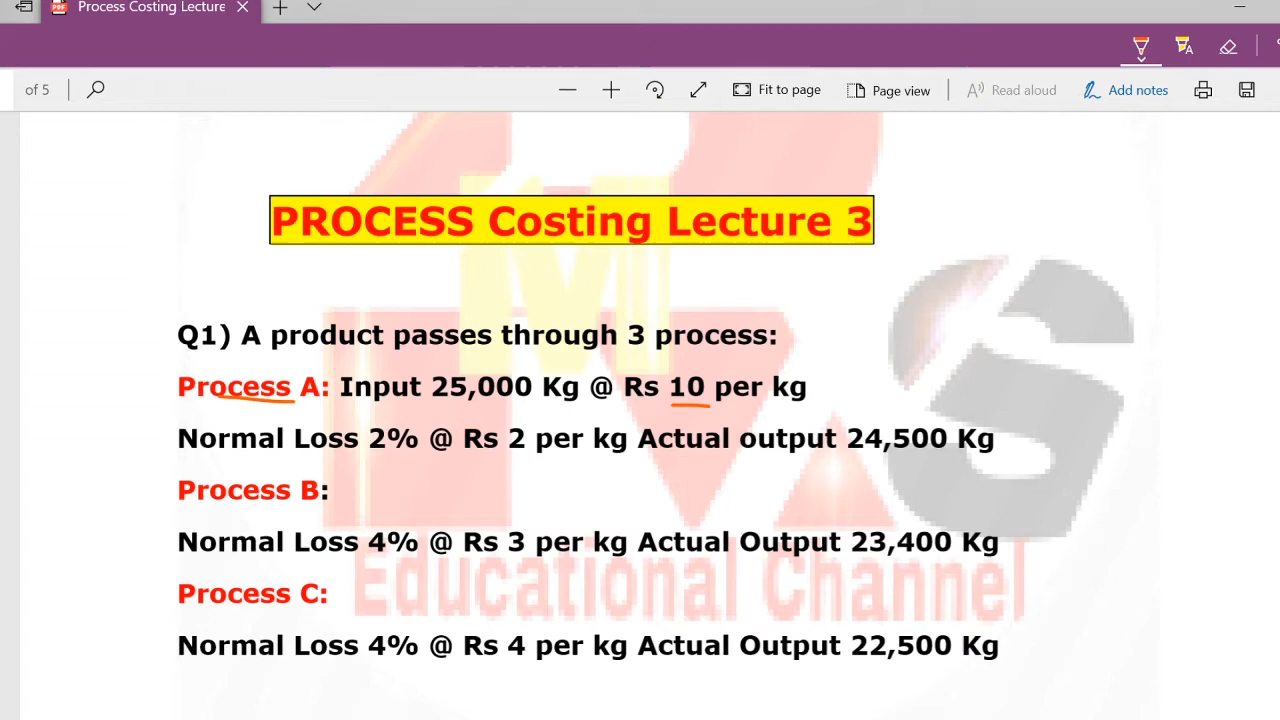 Process Costing Lecture
of 5
Fit to page
Page view
Read aloud
Add notes
PROCESS Costing Lecture 3
Q1) A product passes through 3 process:
Process A: Input 25,000 Kg @ Rs 10 per kg
Normal Loss 2% @ Rs 2 per kg Actual output 24,500 Kg
Process B:
Normal Loss 4% @ Rs 3 per kg Actual Output 23,400 Kg
Process C:
Normal Loss 4% @ Rs 4 per kg Actual Output 22,500 Kg
Educational Channel